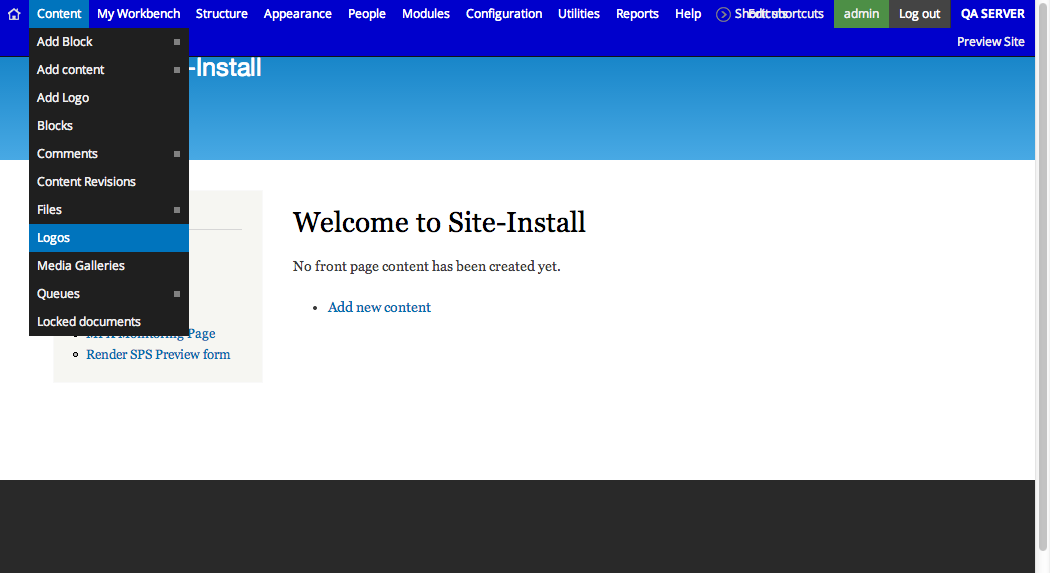 Content My Workbench Structure Appearance People Modules Configuration Utilities Reports Help Shortcuts Edit shortcuts admin Log out QA SERVER
Preview Site
Add Block
Add content
Add Logo
Blocks
Comments
Content Revisions
Files
Logos
Media Galleries
Queues
Locked documents
-Install
Monitoring Page
Render SPS Preview form
Welcome to Site-Install
No front page content has been created yet.
Add new content